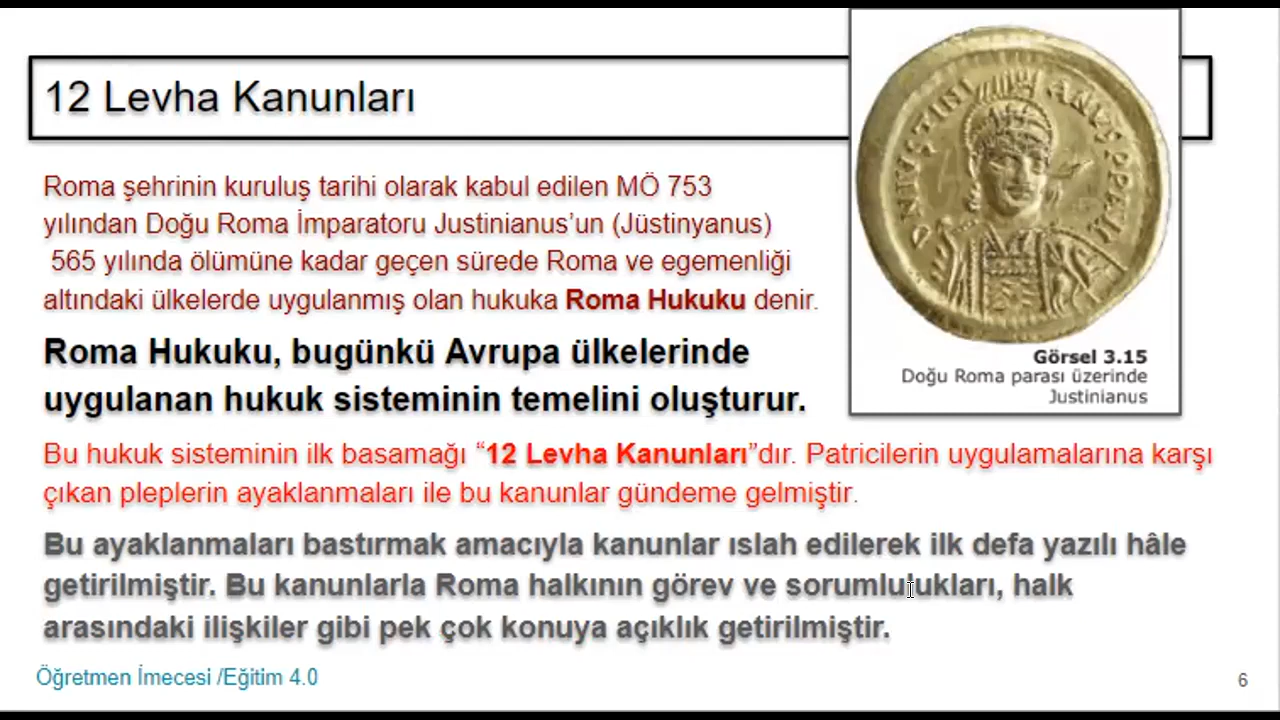 12 Levha Kanunları
Roma şehrinin kuruluş tarihi olarak kabul edilen MÖ 753
yılından Doğu Roma İmparatoru Justinianus’un (Jüstinyanus)
565 yılında ölümüne kadar geçen sürede Roma ve egemenliği
altındaki ülkelerde uygulanmış olan hukuka Roma Hukuku denir.
Roma Hukuku, bugünkü Avrupa ülkelerinde
uygulanan hukuk sisteminin temelini oluşturur.
Bu hukuk sisteminin ilk basamağı “12 Levha Kanunları”dır. Patricilerin uygulamalarına karşı
çıkan pleplerin ayaklanmaları ile bu kanunlar gündeme gelmiştir.
Bu ayaklanmaları bastırmak amacıyla kanunlar ıslah edilerek ilk defa yazılı hâle
getirilmiştir. Bu kanunlarla Roma halkının görev ve sorumlulukları, halk
arasındaki ilişkiler gibi pek çok konuya açıklık getirilmiştir.
Görsel 3.15
Doğu Roma parası üzerinde
Justinianus
Öğretmen İmecesi /Eğitim 4.0
6